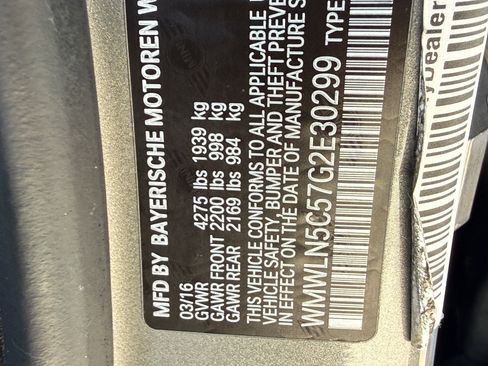 MFD BY BAYERISCHE MOTOREN W
03/16
GVWR 4275 lbs 1939 kg
GAWR FRONT 2200 lbs 998 kg
GAWR REAR 2169 lbs 984 kg
THIS VEHICLE CONFORMS TO ALL APPLICABLE
VEHICLE SAFETY, BUMPER AND THEFT PREVE
IN EFFECT ON THE DATE OF MANUFACTURE S
WMWLN5C57G2E30299 TYPE
Dealer